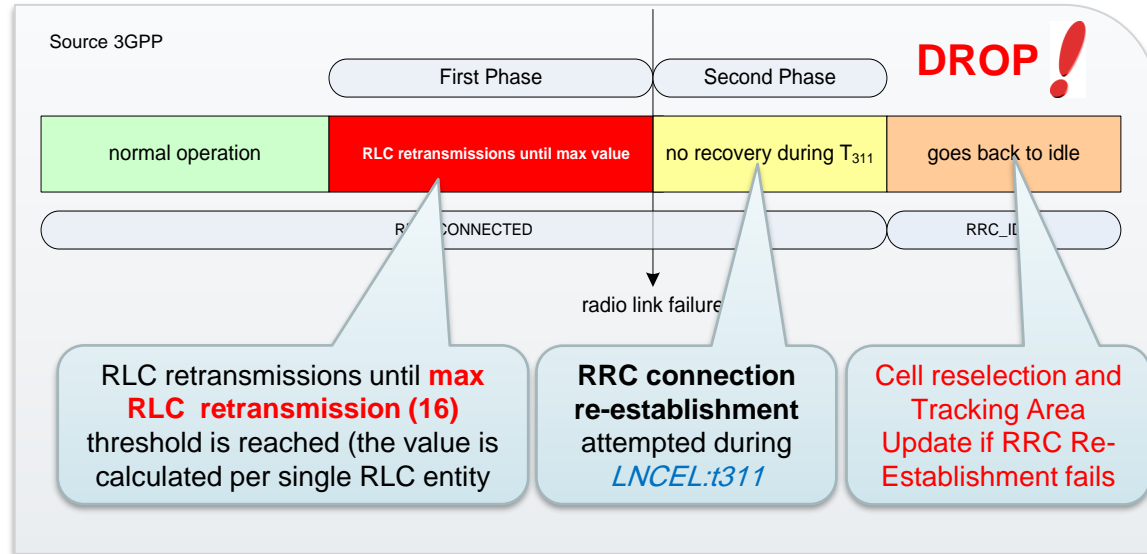 Source 3GPP
DROP
First Phase
Second Phase
normal operation
RLC retransmissions until max value
no recovery during T311
goes back to idle
CONNECTED
RRC_ID
radio link failure
RLC retransmissions until max
RLC retransmission (16)
threshold is reached (the value is
calculated per single RLC entity
RRC connection
re-establishment
attempted during
LNCEL:t311
Cell reselection and
Tracking Area
Update if RRC Re-
Establishment fails